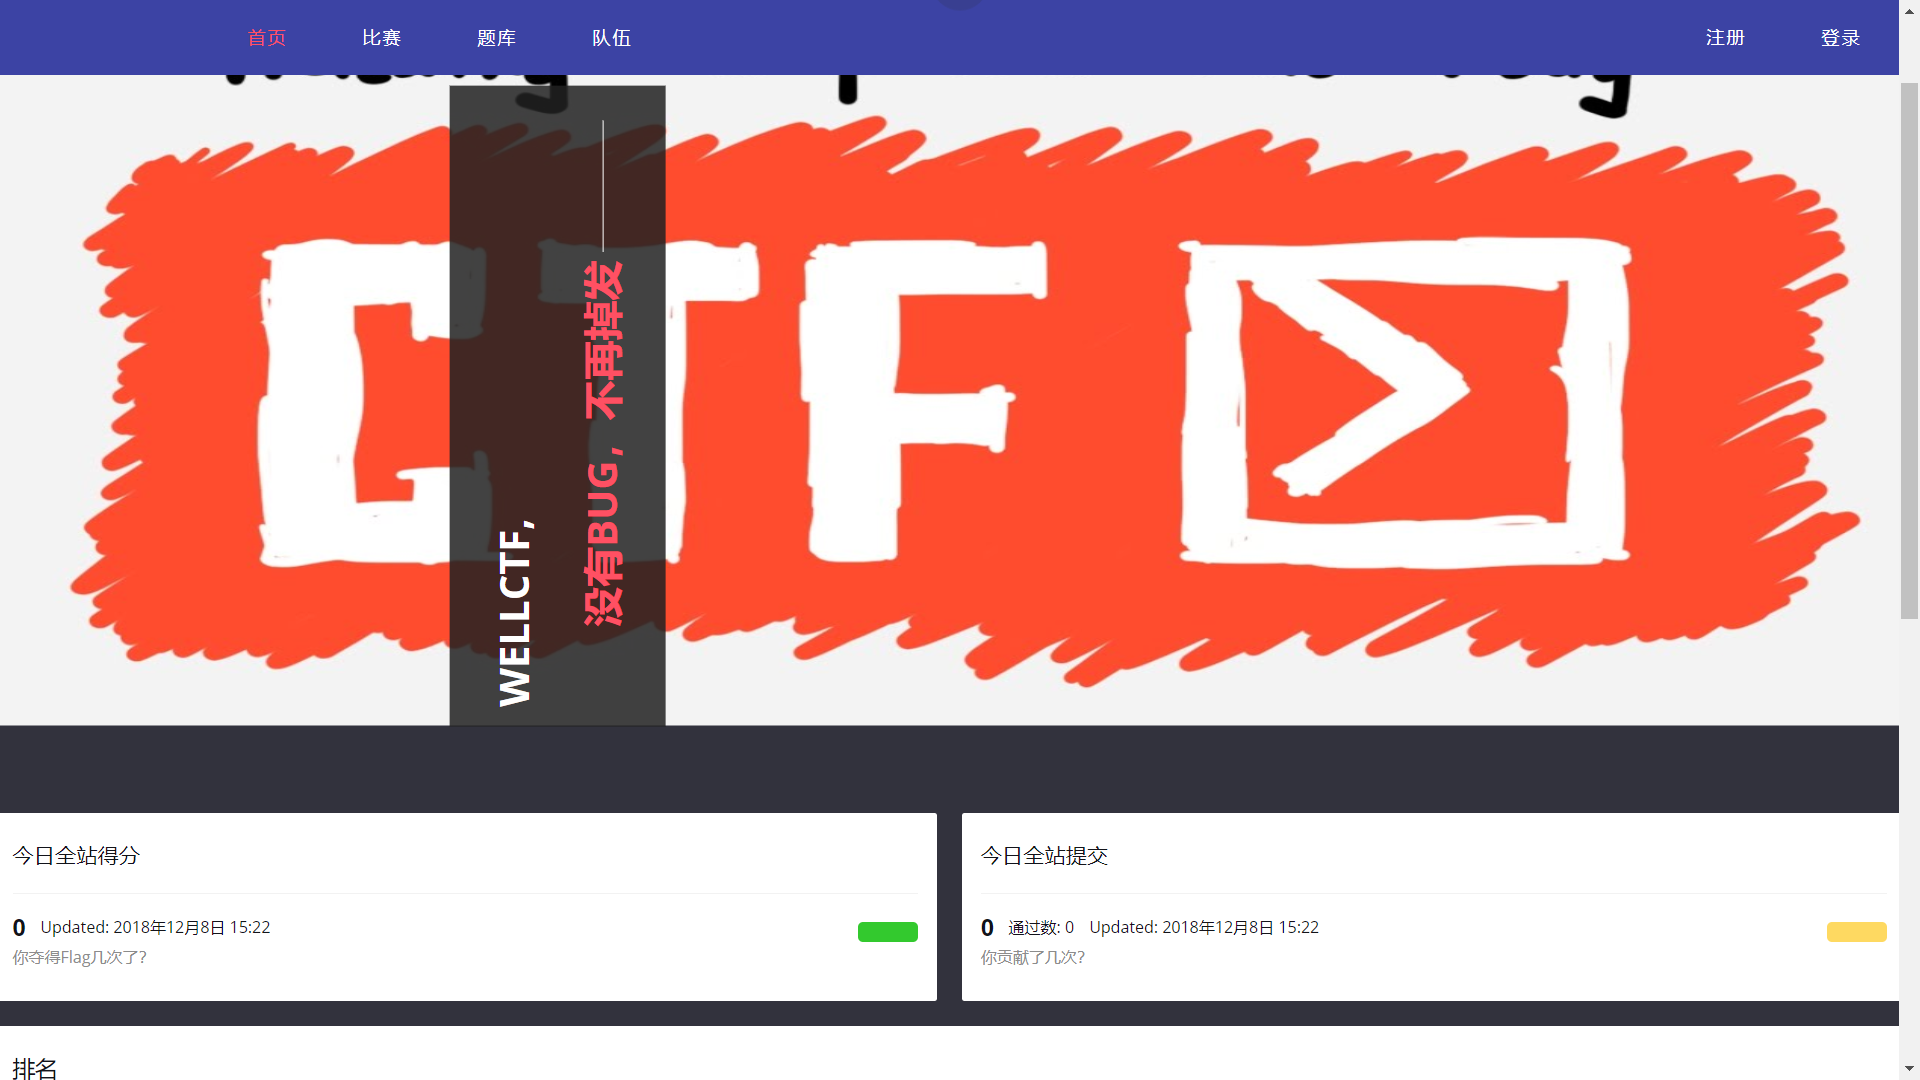 首页
比赛
题库
队伍
注册
登录
CTF
WELLCTF,
没有BUG，不再掉发
今日全站得分
0 Updated: 2018年12月8日 15:22
你夺得Flag几次了？
今日全站提交
0 通过数: 0 Updated: 2018年12月8日 15:22
你贡献了几次？
排名